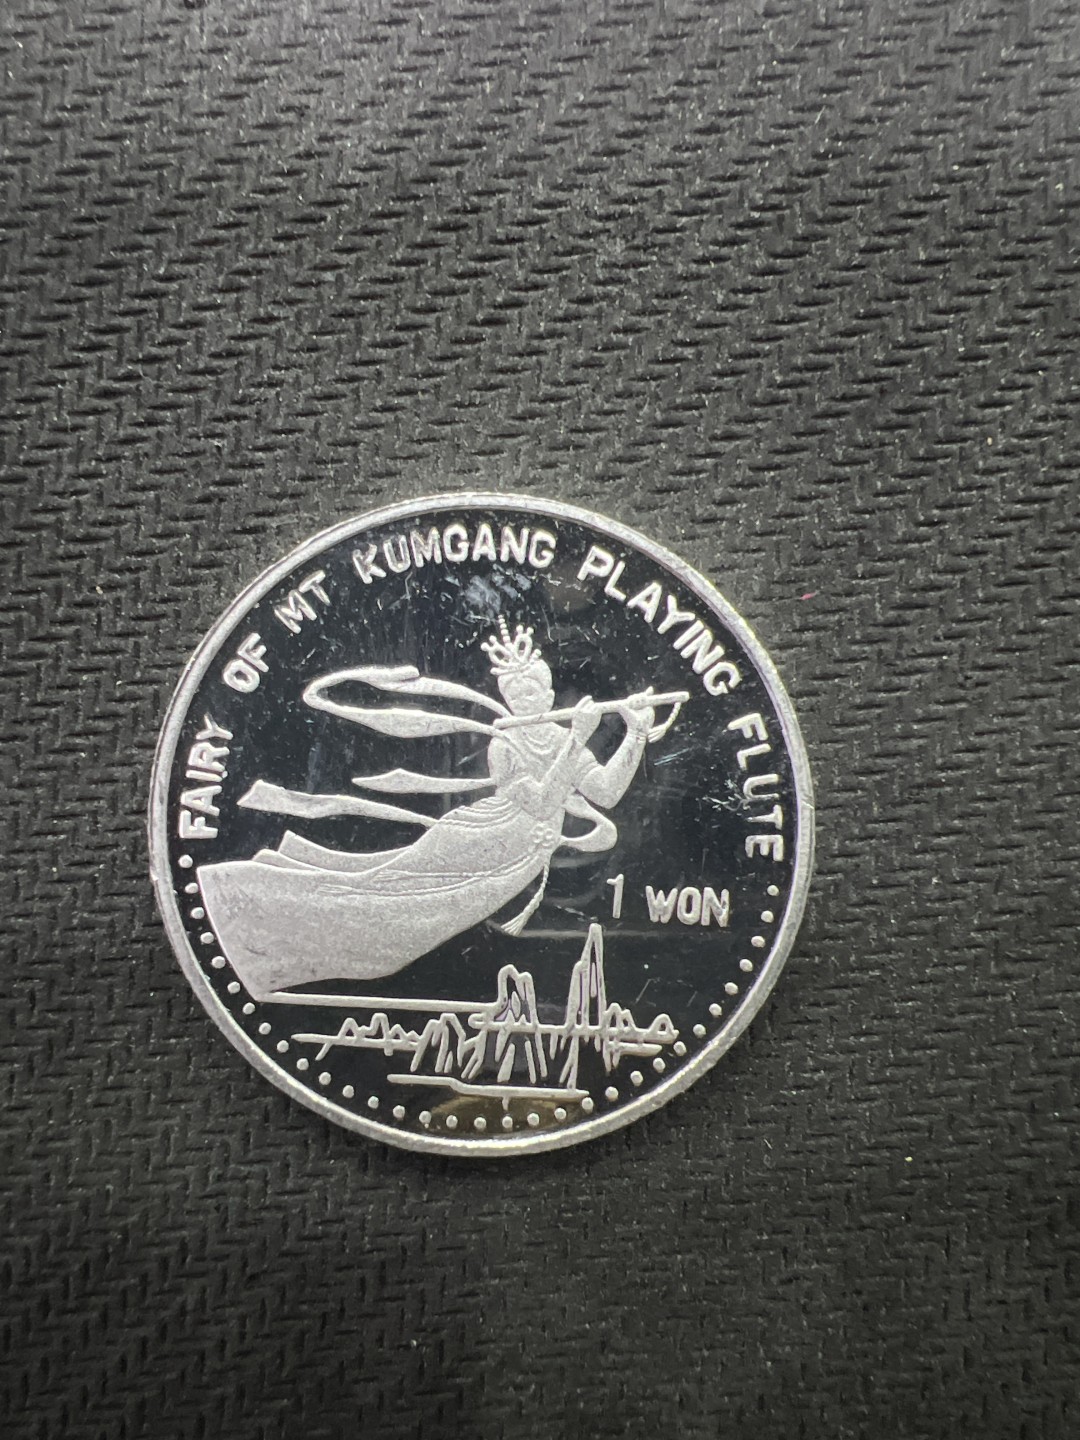 FAIRY OF MT KUMGANG PLAYING FLUTE
1 WON